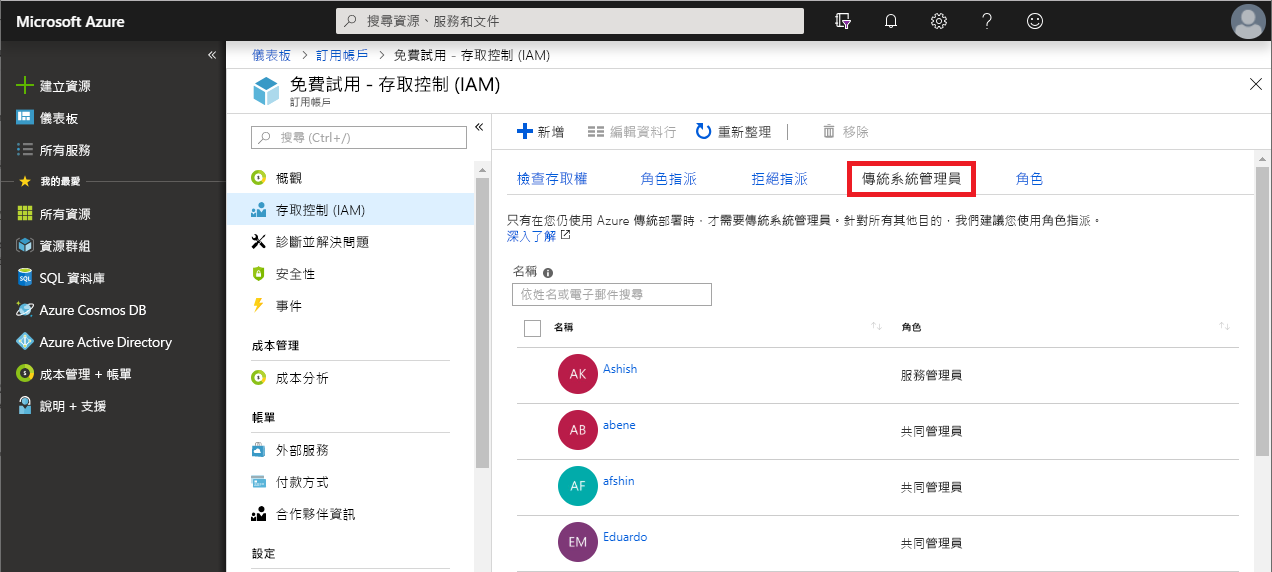 Microsoft Azure
搜尋資源、服務和文件
建立資源
儀表板
所有服務
我的最愛
所有資源
資源群組
SQL 資料庫
Azure Cosmos DB
Azure Active Directory
成本管理 + 帳單
說明 + 支援
儀表板 > 訂用帳戶 > 免費試用 - 存取控制 (IAM)
免費試用 - 存取控制 (IAM)
訂用帳戶
搜尋 (Ctrl+/)
概觀
存取控制 (IAM)
診斷並解決問題
安全性
事件
成本管理
成本分析
帳單
外部服務
付款方式
合作夥伴資訊
設定
新增 編輯資料行 重新整理 移除
檢查存取權 角色指派 拒絕指派 傳統系統管理員 角色
只有在您仍使用 Azure 傳統部署時，才需要傳統系統管理員。針對所有其他目的，我們建議您使用角色指派。
深入了解
名稱
依姓名或電子郵件搜尋
名稱 角色
AK Ashish 服務管理員
AB abene 共同管理員
AF afshin 共同管理員
EM Eduardo 共同管理員